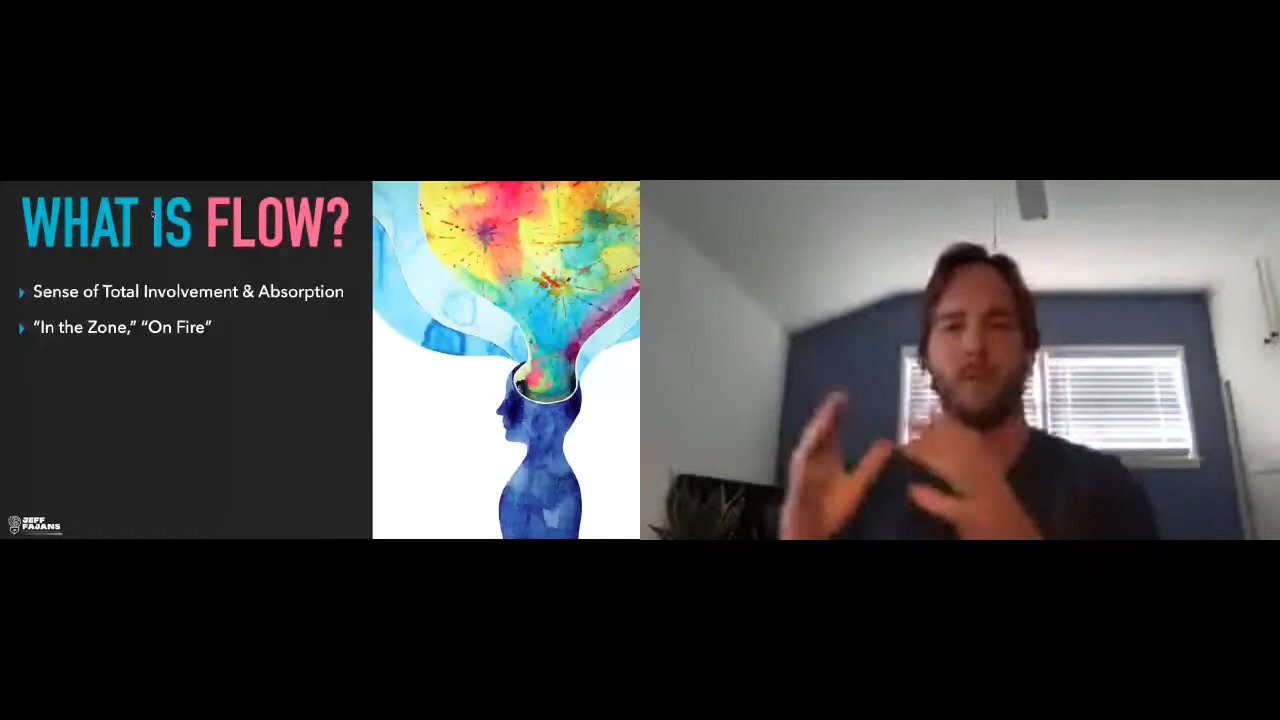 WHAT IS FLOW?
Sense of Total Involvement & Absorption
“In the Zone,” “On Fire”
JEFF
FAJANS